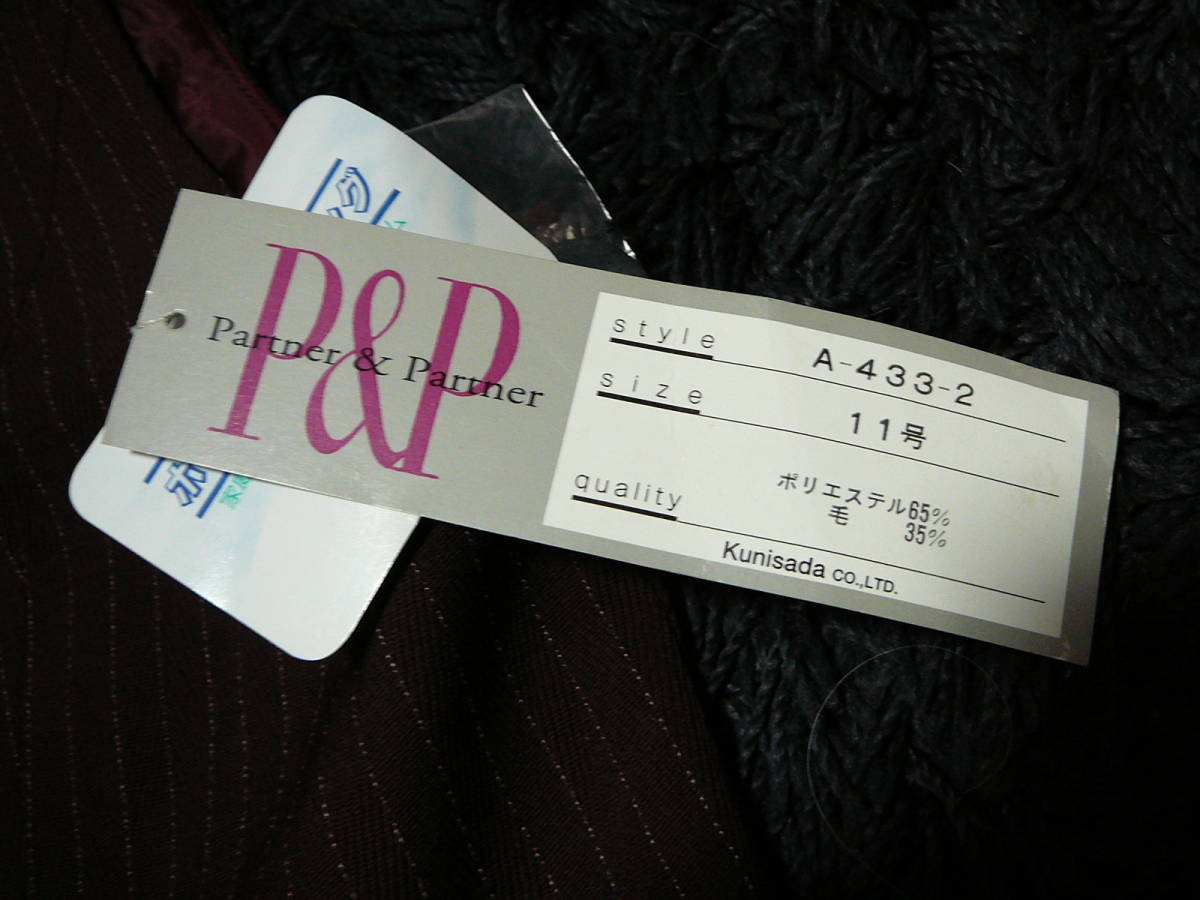 P&P
Partner & Partner
style A-433-2
size 11号
quality ポリエステル65%
毛 35%
Kunisada CO.,LTD.